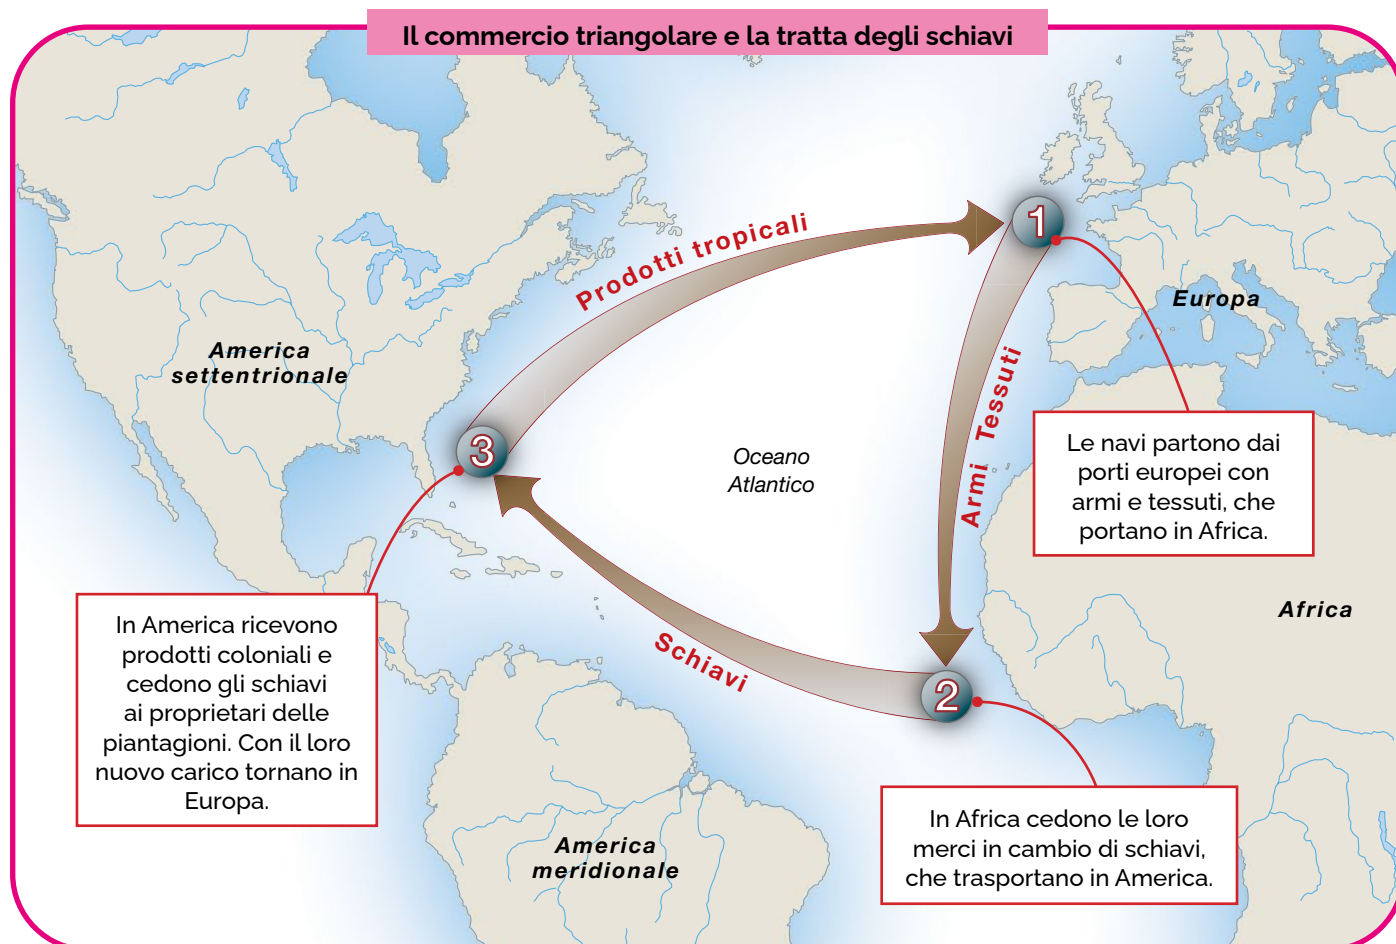 Il commercio triangolare e la tratta degli schiavi
Prodotti tropicali
1
Europa
America
settentrionale
Armi Tessuti
3
Oceano
Atlantico
Le navi partono dai
porti europei con
armi e tessuti, che
portano in Africa.
Africa
In America ricevono
prodotti coloniali e
cedono gli schiavi
ai proprietari delle
piantagioni. Con il loro
nuovo carico tornano in
Europa.
Schiavi
2
In Africa cedono le loro
merci in cambio di schiavi,
che trasportano in America.
America
meridionale